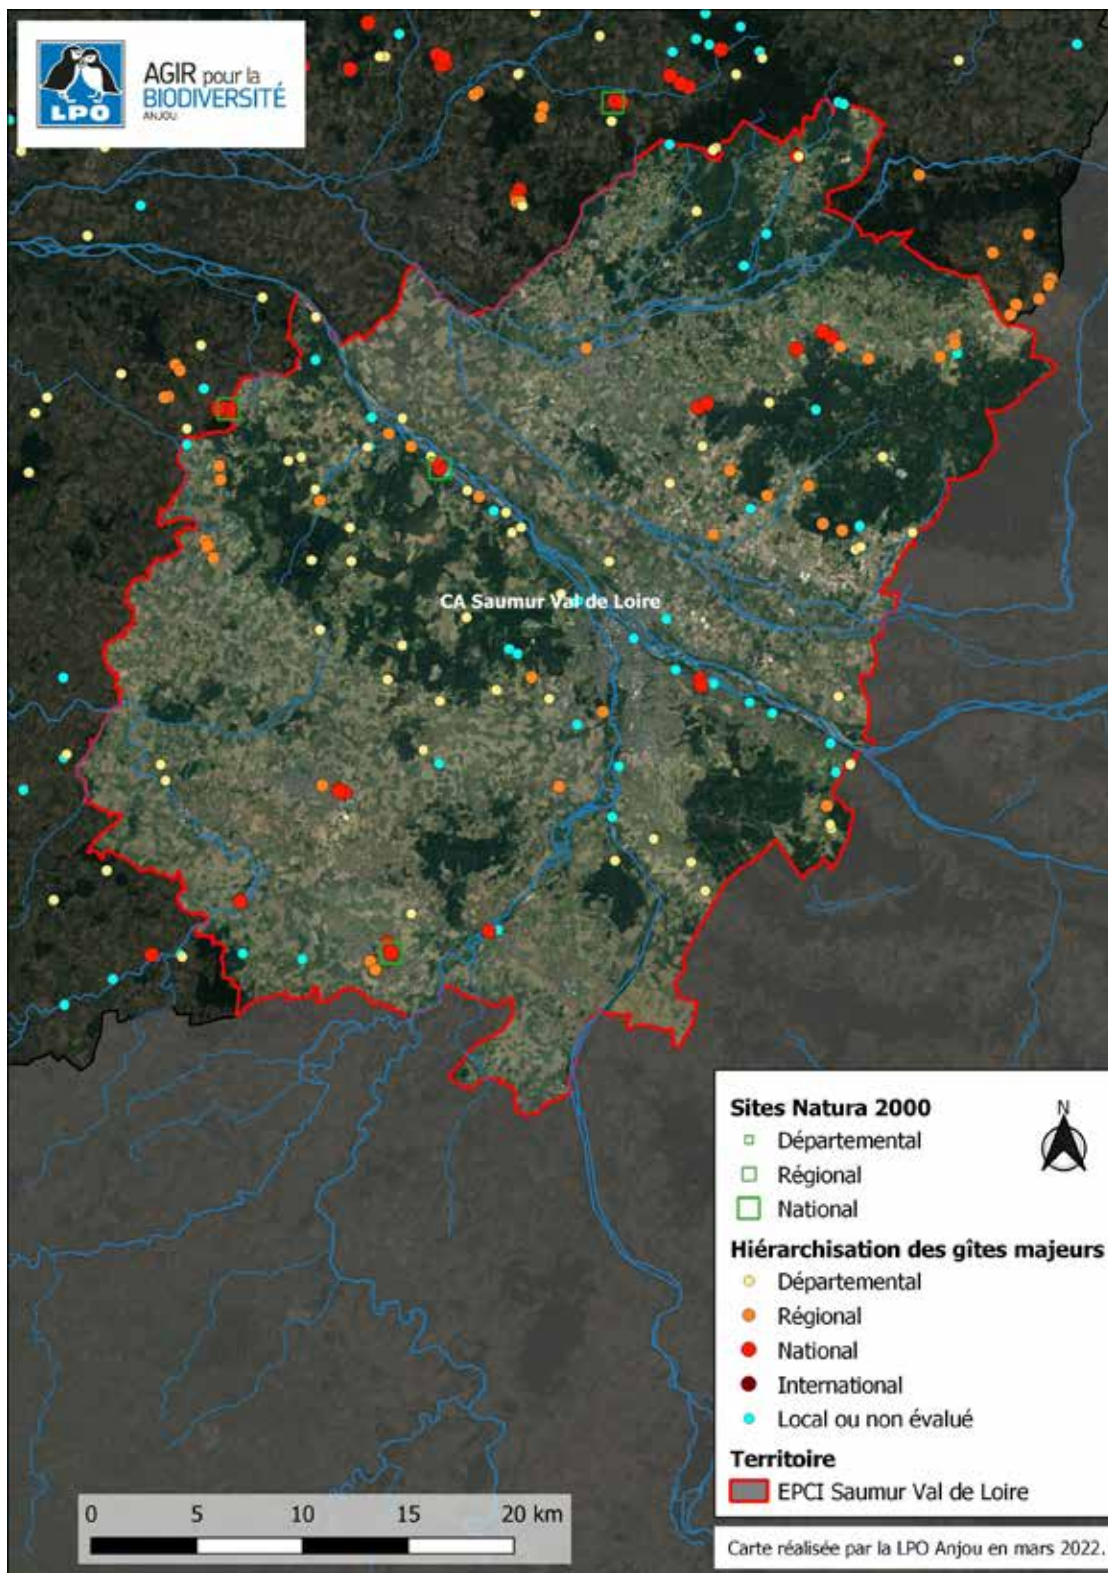 LPO
AGIR pour la
BIODIVERSITÉ
ANJOU
CA Saumur Val de Loire
Sites Natura 2000
N
Départemental
Régional
National
Hiérarchisation des gîtes majeurs
Départemental
Régional
National
International
Local ou non évalué
Territoire
EPCI Saumur Val de Loire
0 5 10 15 20 km
Carte réalisée par la LPO Anjou en mars 2022.